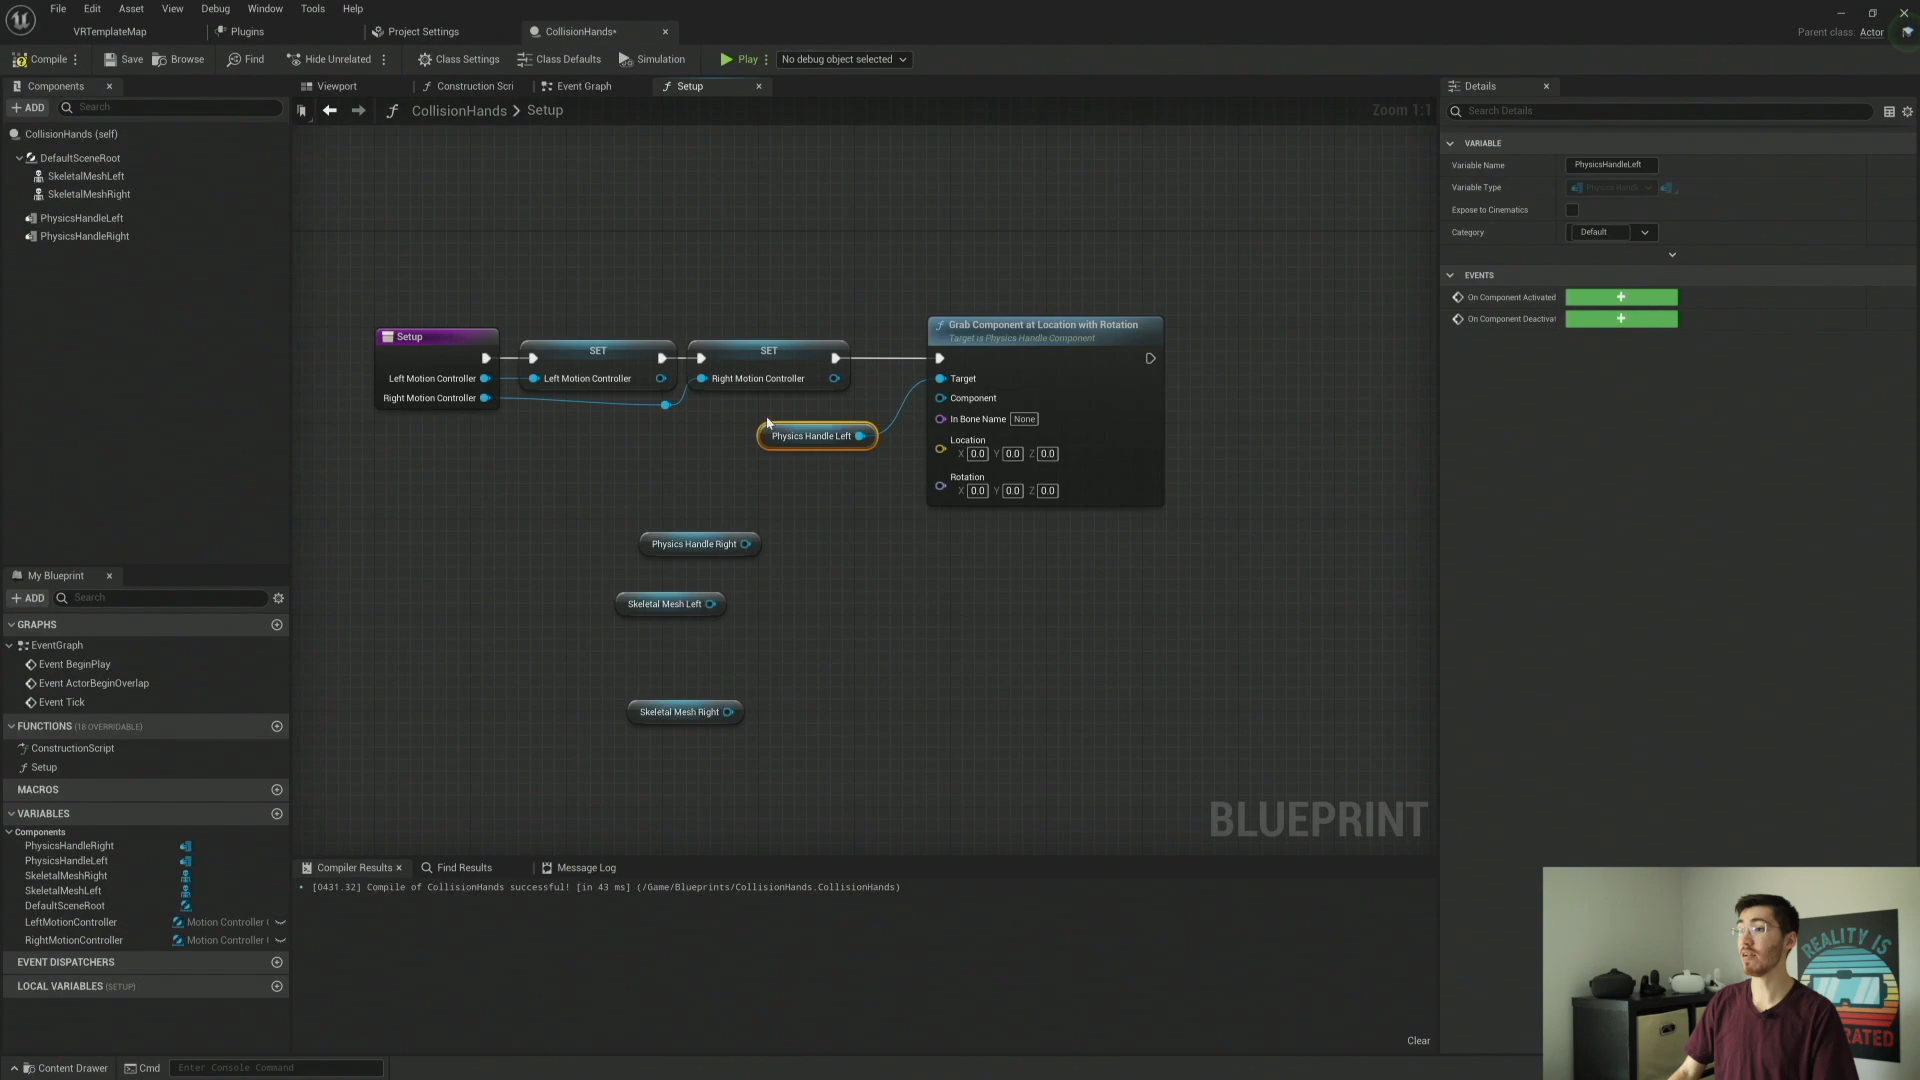 File Edit Asset View Debug Window Tools Help
VRTemplateMap
Plugins
Project Settings
CollisionHands*
Parent class: Actor
Compile
Save
Browse
Find
Hide Unrelated
Class Settings
Class Defaults
Simulation
Play
No debug object selected
Components
ADD
Search
CollisionHands (self)
DefaultSceneRoot
SkeletalMeshLeft
SkeletalMeshRight
PhysicsHandleLeft
PhysicsHandleRight
Viewport
Construction Scri
Event Graph
Setup
CollisionHands > Setup
Zoom 1:1
Setup
Left Motion Controller
Right Motion Controller
SET
Left Motion Controller
SET
Right Motion Controller
Physics Handle Left
Grab Component at Location with Rotation
Target is Physics Handle Component
Target
Component
In Bone Name None
Location
X 0.0 Y 0.0 Z 0.0
Rotation
X 0.0 Y 0.0 Z 0.0
Physics Handle Right
Skeletal Mesh Left
Skeletal Mesh Right
BLUEPRINT
Details
Search Details
VARIABLE
Variable Name PhysicsHandleLeft
Variable Type Physics Handl
Expose to Cinematics
Category Default
EVENTS
On Component Activated
On Component Deactivat
My Blueprint
ADD
Search
GRAPHS
EventGraph
Event BeginPlay
Event ActorBeginOverlap
Event Tick
FUNCTIONS (18 OVERRIDABLE)
ConstructionScript
Setup
MACROS
VARIABLES
Components
PhysicsHandleRight
PhysicsHandleLeft
SkeletalMeshRight
SkeletalMeshLeft
DefaultSceneRoot
LeftMotionController Motion Controller (
RightMotionController Motion Controller (
EVENT DISPATCHERS
LOCAL VARIABLES (SETUP)
Compiler Results
Find Results
Message Log
[0431.32] Compile of CollisionHands successful! [in 43 ms] (/Game/Blueprints/CollisionHands.CollisionHands)
Clear
Content Drawer
Cmd
Enter Console Command
REALITY IS
RATED